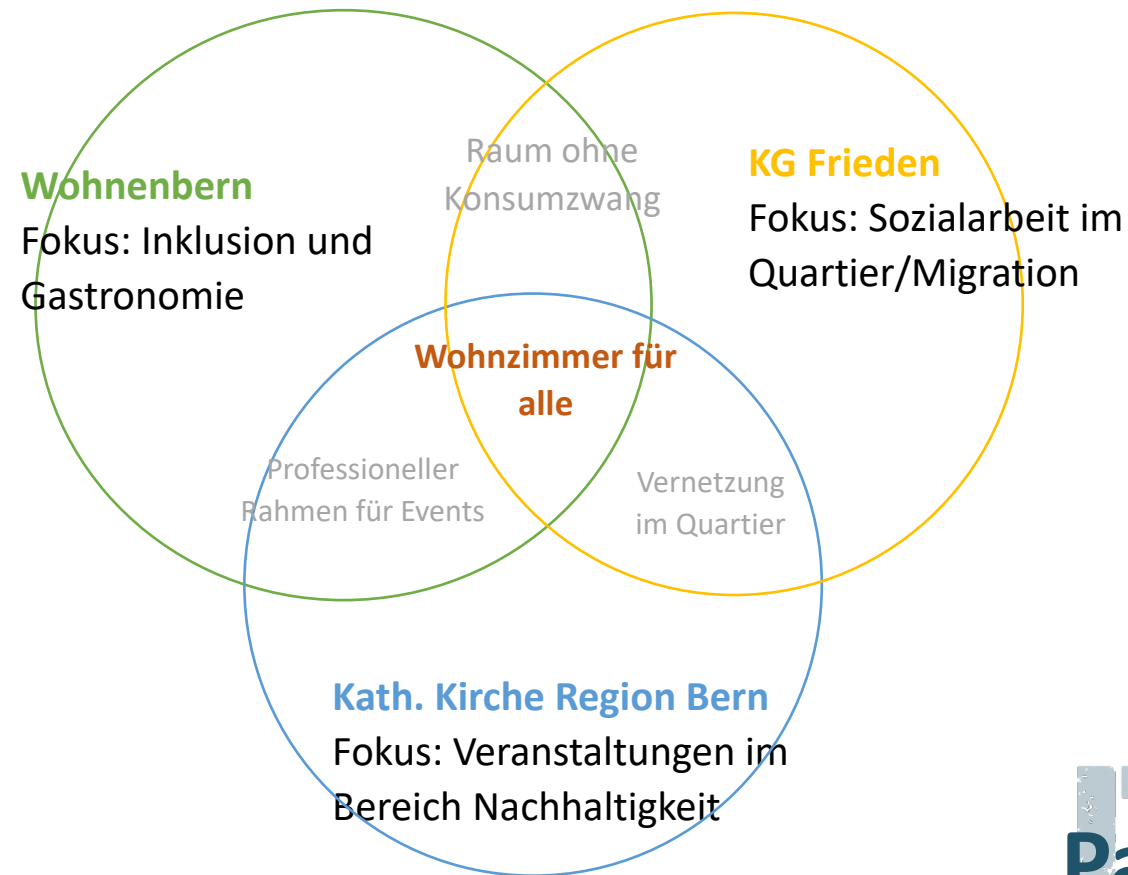 Raum ohne
Konsumzwang
Wohnenbern
Fokus: Inklusion und
Gastronomie
KG Frieden
Fokus: Sozialarbeit im
Quartier/Migration
Wohnzimmer für
alle
Professioneller
Rahmen für Events
Vernetzung
im Quartier
Kath. Kirche Region Bern
Fokus: Veranstaltungen im
Bereich Nachhaltigkeit
Pa